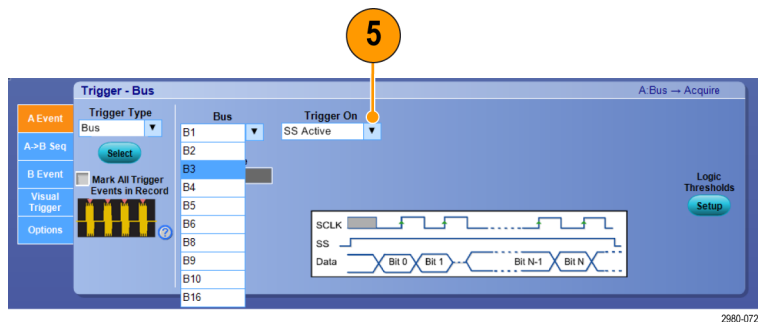 5
Trigger - Bus
A:Bus → Acquire
A Event
A->B Seq
B Event
Visual
Trigger
Options
Trigger Type
Bus
Select
Mark All Trigger
Events in Record
Bus
B1
B2
B3
B4
B5
B6
B8
B9
B10
B16
Trigger On
SS Active
SCLK
SS
Data
Bit 0
Bit 1
Bit N-1
Bit N
Logic
Thresholds
Setup
2980-072